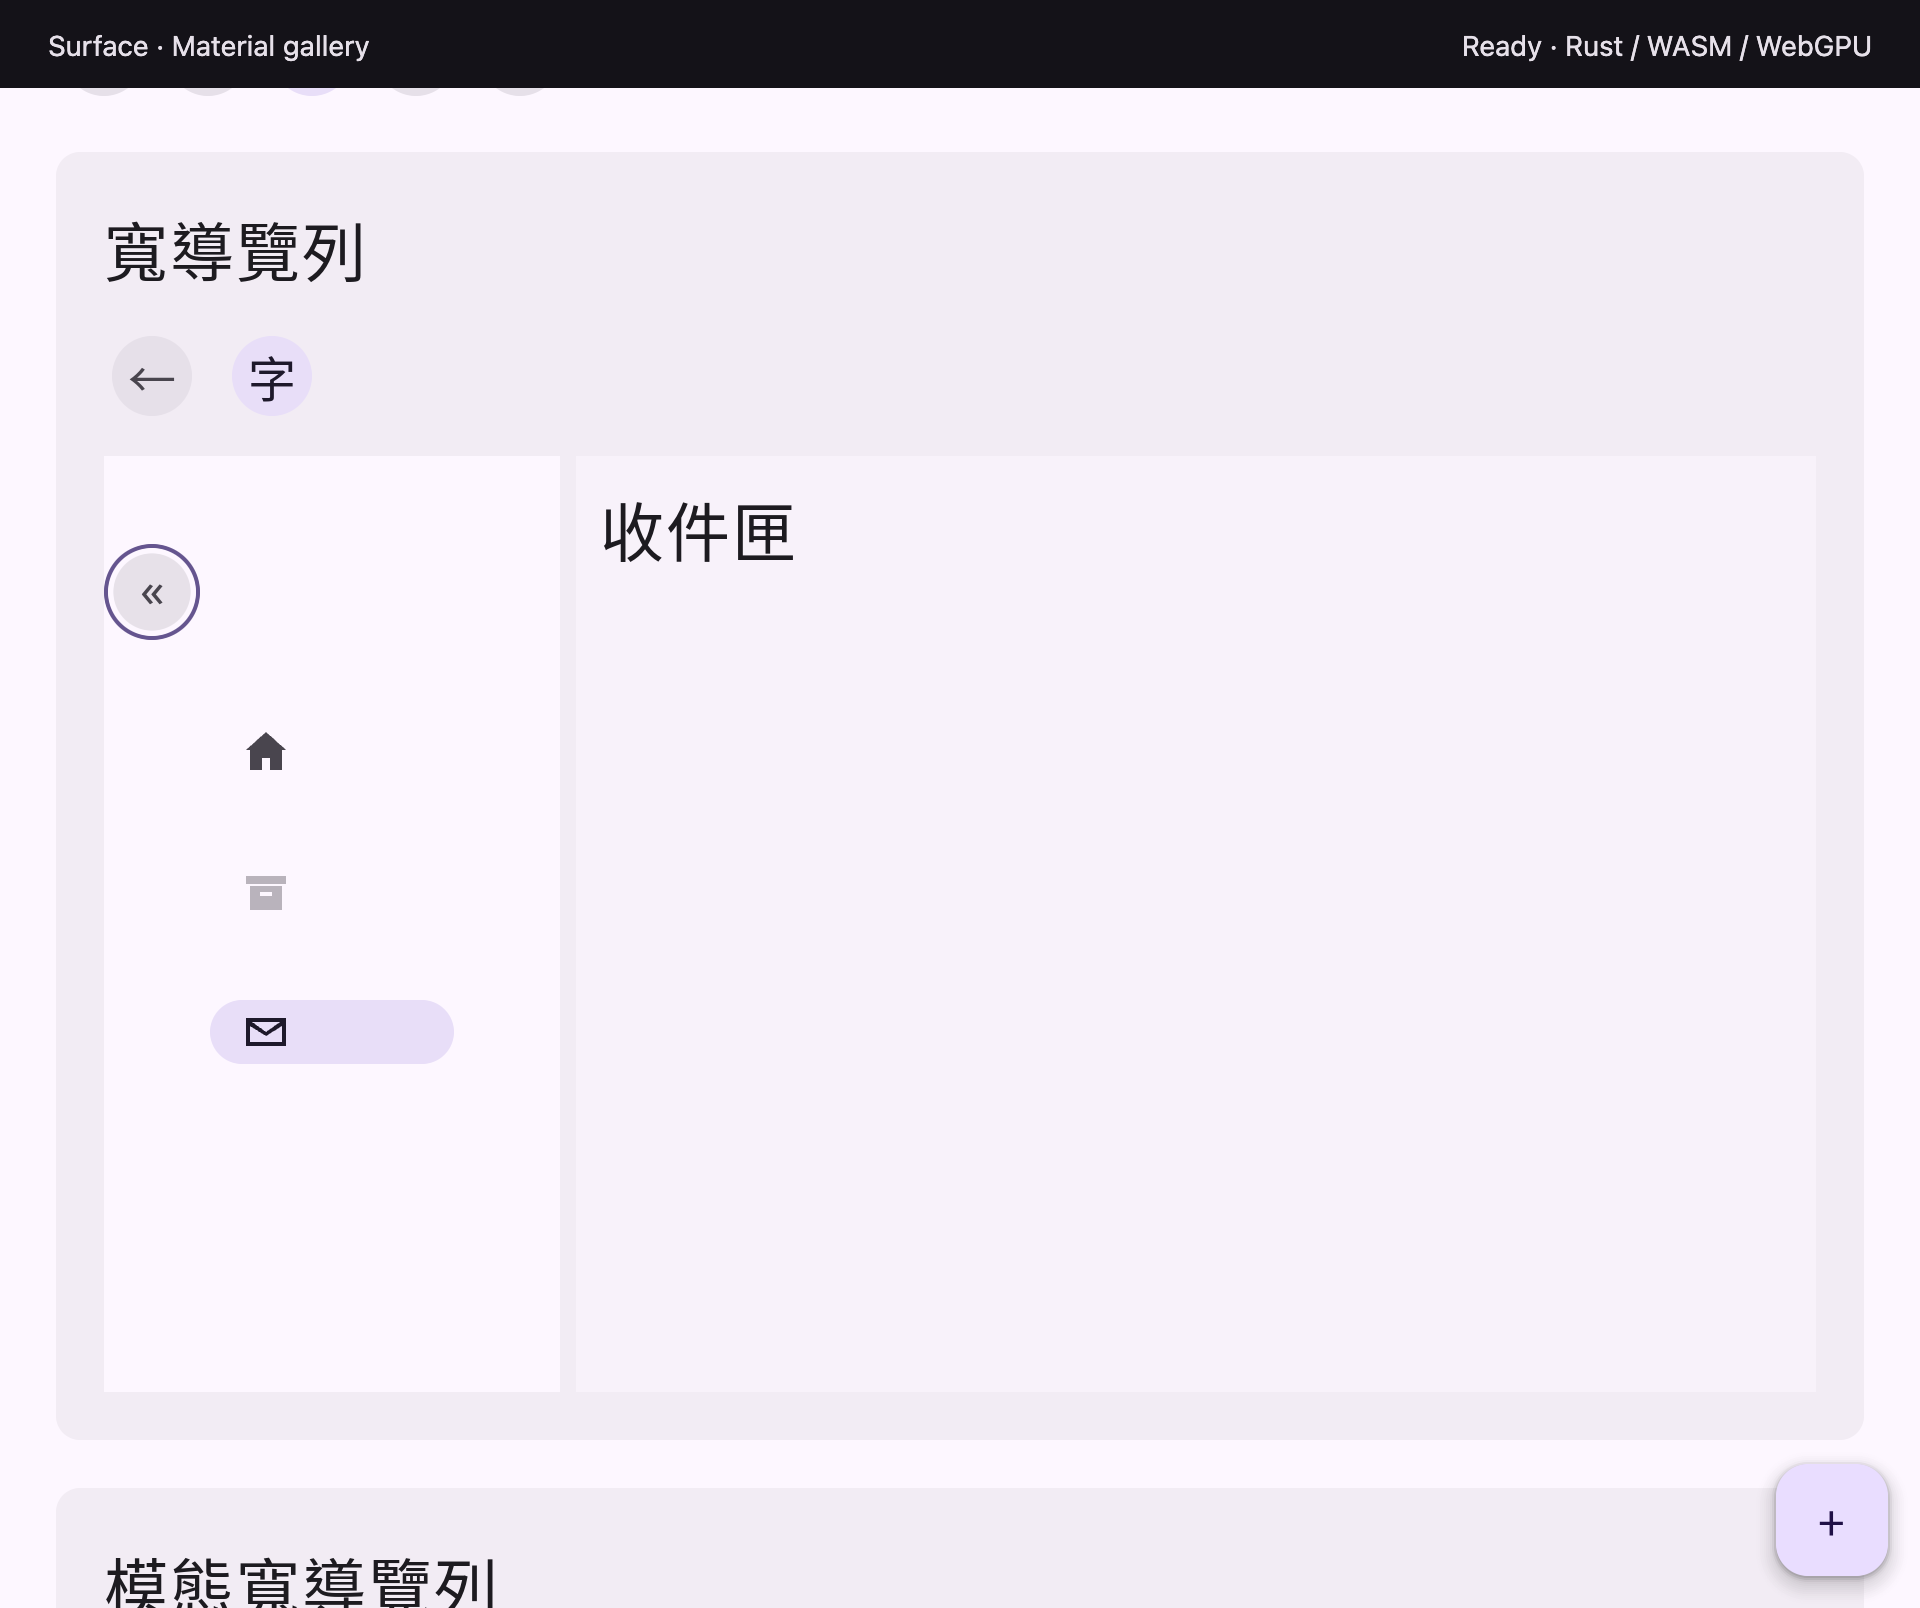 Surface · Material gallery
Ready · Rust / WASM / WebGPU
寬導覽列
← 字
收件匣
«
+
模態寬導覽列